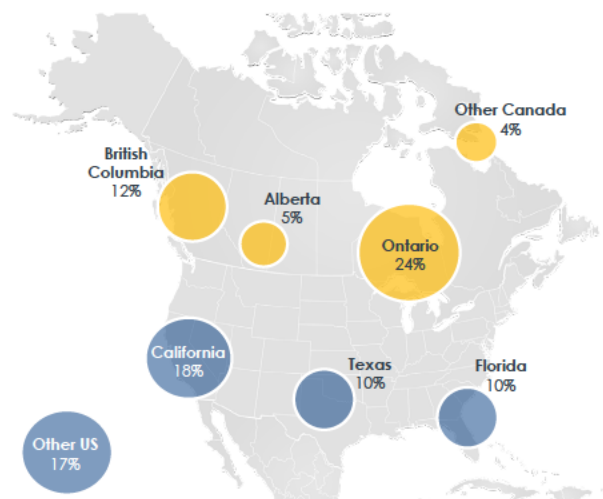 Other Canada
4%
British
Columbia
12%
Alberta
5%
Ontario
24%
California
18%
Texas
10%
Florida
10%
Other US
17%